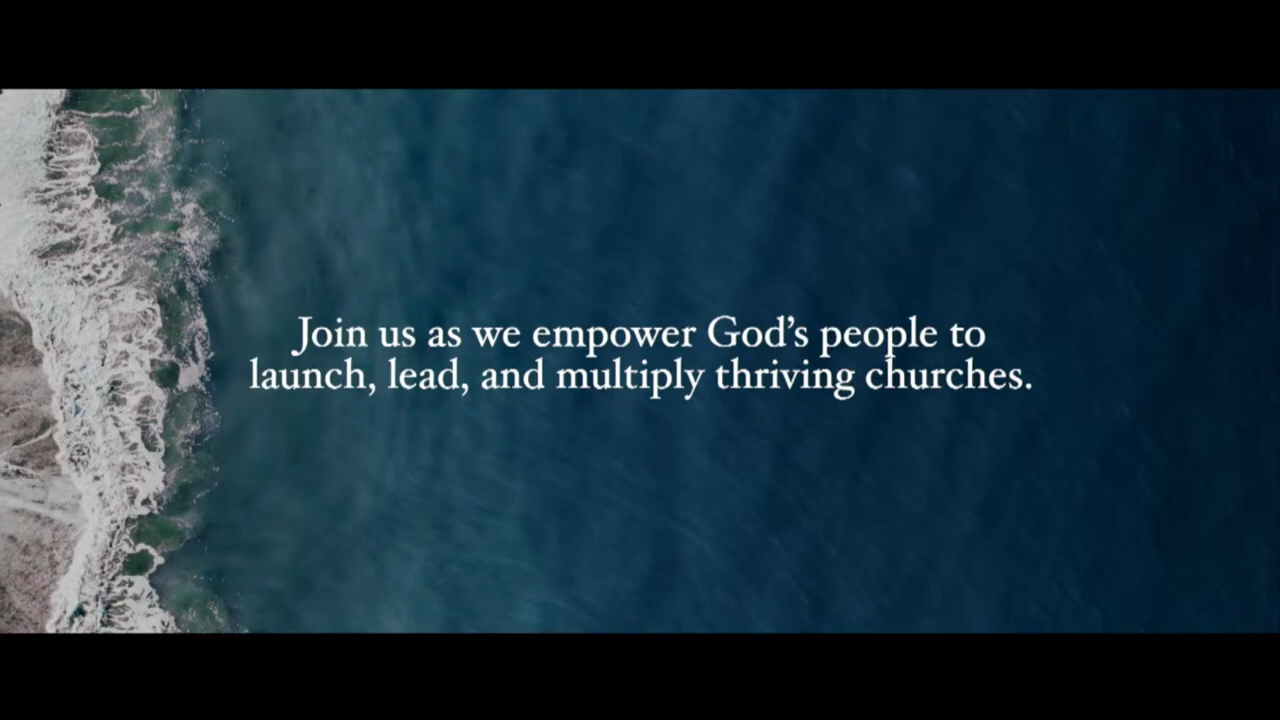 Join us as we empower God’s people to
launch, lead, and multiply thriving churches.